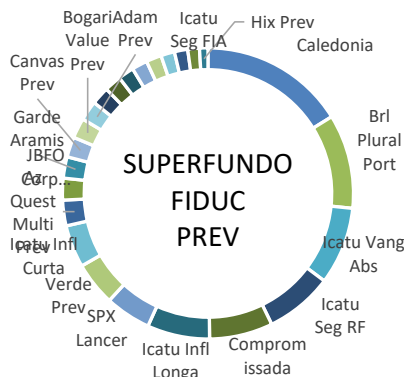 SUPERFUNDO
FIDUC
PREV
Caledonia
Brl
Plural
Port
Icatu Vang
Abs
Icatu
Seg RF
Comprom
issada
Icatu Infl
Longa
SPX
Lancer
Verde
Prev
Icatu Infl
Curta
Quest
Multi
Prev
Az
JBFO
Corp...
Garde
Aramis
Canvas
Prev
Bogari
Value
Prev
Adam
Prev
Icatu
Seg FIA
Hix Prev